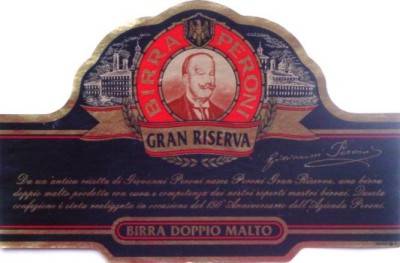 BIRRA PERONI
GRAN RISERVA
Giovanni Peroni
Da un'antica ricetta di Giovanni Peroni nasce Peroni Gran Riserva, una birra
doppio malto prodotta con cura e competenza dai nostri esperti mastri birrai. Questa
confezione è stata realizzata in occasione del 150° Anniversario dell'Azienda Peroni.
BIRRA DOPPIO MALTO